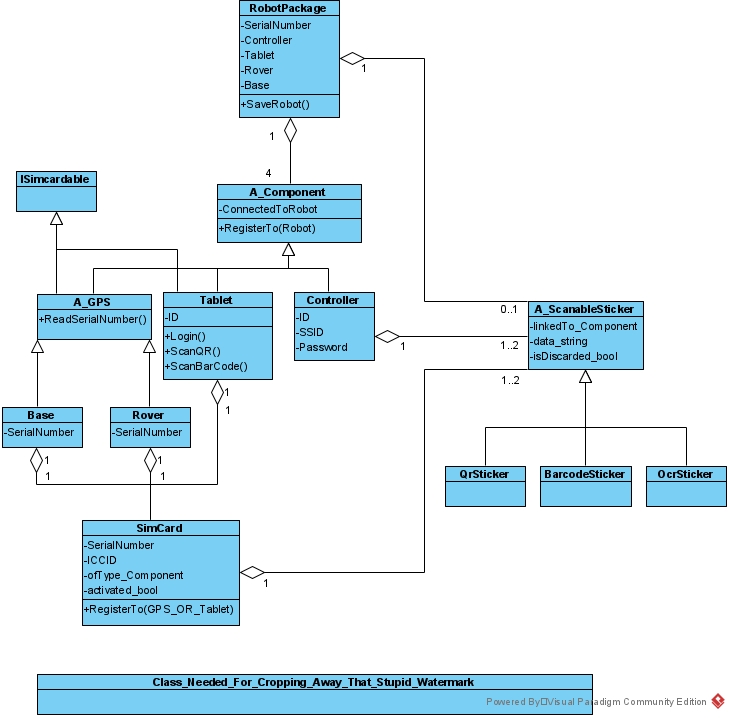 RobotPackage
-SerialNumber
-Controller
-Tablet
-Rover
-Base
+SaveRobot()
1
1
4
ISimcardable
A_Component
-ConnectedToRobot
+RegisterTo(Robot)
A_GPS
+ReadSerialNumber()
Tablet
-ID
+Login()
+ScanQR()
+ScanBarCode()
Controller
-ID
-SSID
-Password
1
0..1
1..2
1..2
A_ScanableSticker
-linkedTo_Component
-data_string
-isDiscarded_bool
Base
-SerialNumber
Rover
-SerialNumber
1
1
1
1
1
1
QrSticker
BarcodeSticker
OcrSticker
SimCard
-SerialNumber
-ICCID
-ofType_Component
-activated_bool
+RegisterTo(GPS_OR_Tablet)
1
Class_Needed_For_Cropping_Away_That_Stupid_Watermark
Powered By Visual Paradigm Community Edition